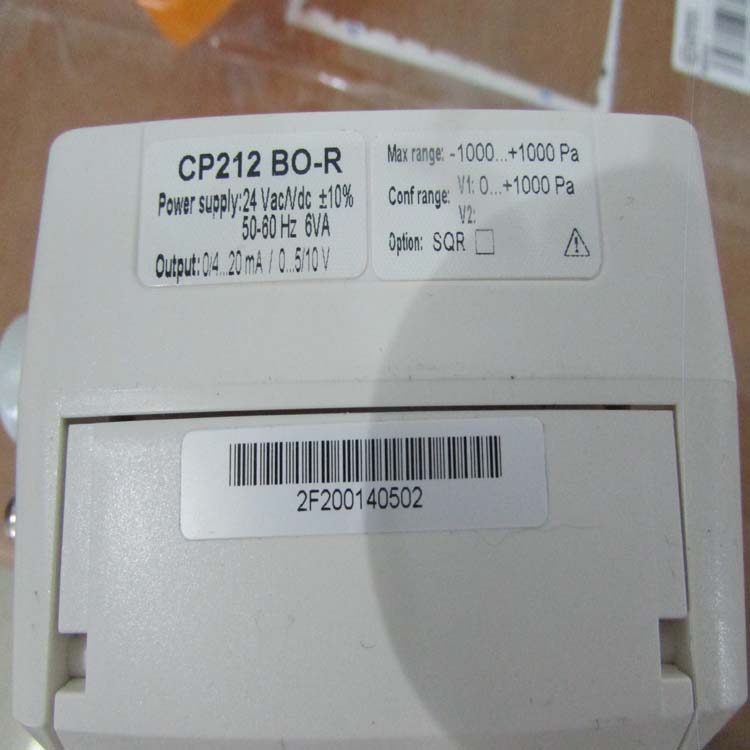 CP212 BO-R
Power supply:24 Vac/Vdc ±10%
50-60 Hz 6VA
Output: 0/4...20 mA / 0...5/10 V
Max range: -1000...+1000 Pa
Conf range: V1: 0...+1000 Pa
V2:
Option: SQR
2F200140502